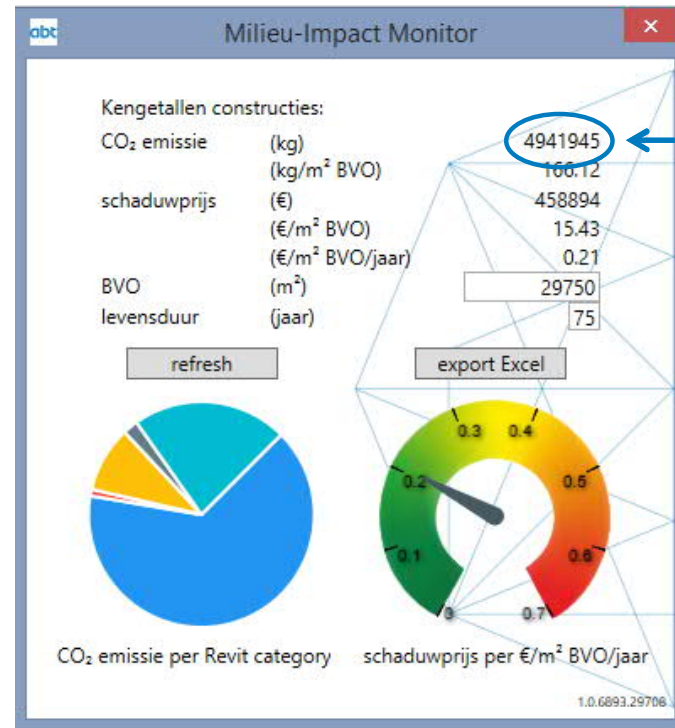 abt Milieu-Impact Monitor ×
Kengetallen constructies:
CO₂ emissie (kg) 4941945
(kg/m² BVO) 166.12
schaduwprijs (€) 458894
(€/m² BVO) 15.43
(€/m² BVO/jaar) 0.21
BVO (m²) 29750
levensduur (jaar) 75
refresh export Excel
0.3 0.4
0.2 0.5
0.1 0.6
0 0.7
CO₂ emissie per Revit category schaduwprijs per €/m² BVO/jaar
1.0.6893.29708